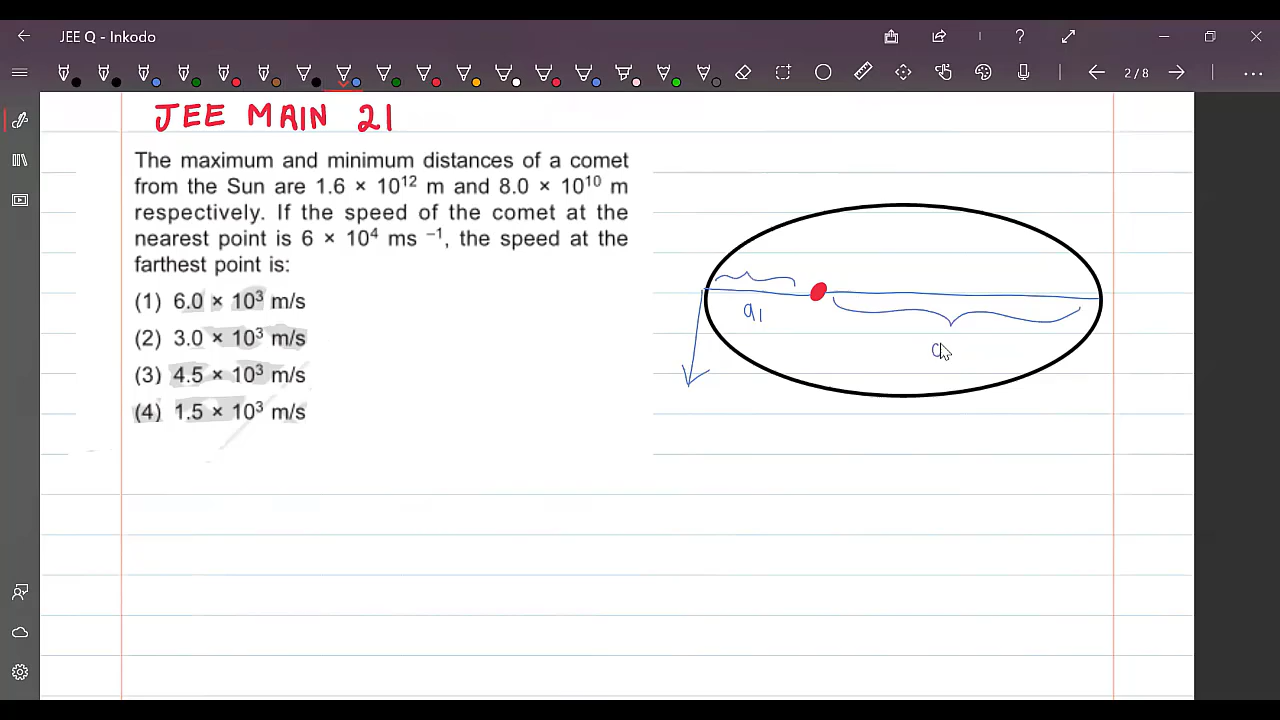 JEE Q - Inkodo
2/8
JEE MAIN 21
The maximum and minimum distances of a comet
from the Sun are 1.6 × 10¹² m and 8.0 × 10¹⁰ m
respectively. If the speed of the comet at the
nearest point is 6 × 10⁴ ms ⁻¹, the speed at the
farthest point is:
(1) 6.0 × 10³ m/s
(2) 3.0 × 10³ m/s
(3) 4.5 × 10³ m/s
(4) 1.5 × 10³ m/s
a1